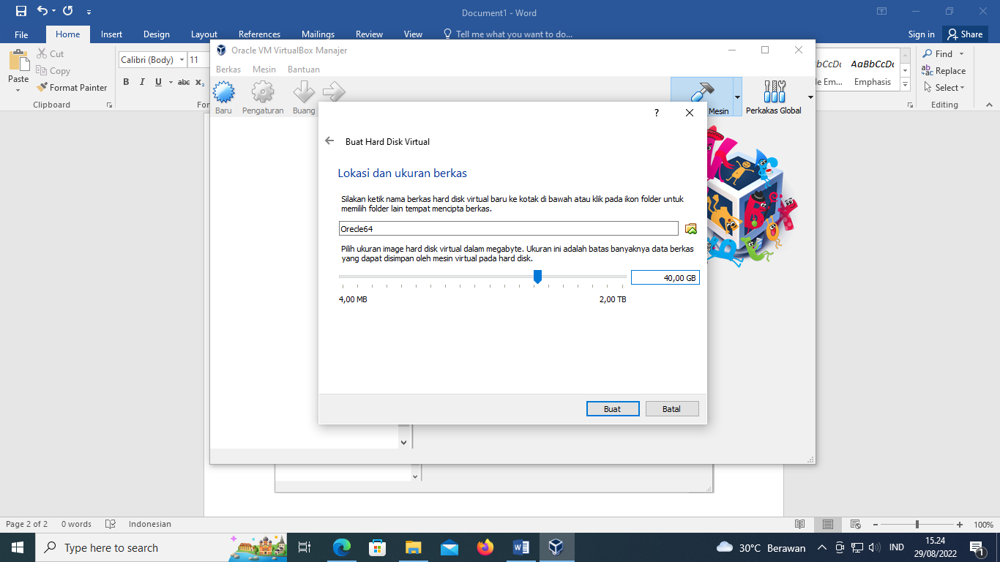 Document1 - Word
File Home Insert Design Layout References Mailings Review View Tell me what you want to do... Sign in Share
Cut
Copy
Paste
Format Painter
Clipboard
Calibri (Body) 11
B I U abc x₂
For
AaBbCcDc
Emphasis
Find
Replace
Select
Editing
Oracle VM VirtualBox Manajer
Berkas Mesin Bantuan
Baru Pengaturan Buang
Mesin Perkakas Global
?
Buat Hard Disk Virtual
Lokasi dan ukuran berkas
Silakan ketik nama berkas hard disk virtual baru ke kotak di bawah atau klik pada ikon folder untuk
memilih folder lain tempat mencipta berkas.
Orecle64
Pilih ukuran image hard disk virtual dalam megabyte. Ukuran ini adalah batas banyaknya data berkas
yang dapat disimpan oleh mesin virtual pada hard disk.
40,00 GB
4,00 MB 2,00 TB
Buat Batal
Page 2 of 2 0 words Indonesian 100%
Type here to search
30°C Berawan IND 15.24
29/08/2022
1